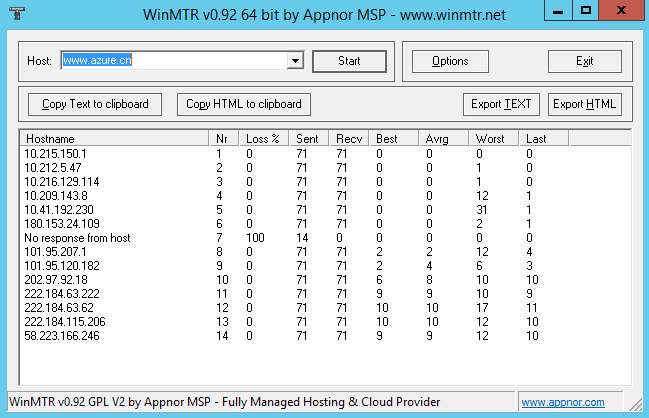 WinMTR v0.92 64 bit by Appnor MSP - www.winmtr.net
Host: www.azure.cn Start Options Exit
Copy Text to clipboard Copy HTML to clipboard Export TEXT Export HTML
Hostname Nr Loss % Sent Recv Best Avrg Worst Last
10.215.150.1 1 0 71 71 0 0 0 0
10.212.5.47 2 0 71 71 0 0 1 0
10.216.129.114 3 0 71 71 0 0 1 0
10.209.143.8 4 0 71 71 0 0 12 1
10.41.192.230 5 0 71 71 0 0 31 1
180.153.24.109 6 0 71 71 0 0 2 1
No response from host 7 100 14 0 0 0 0 0
101.95.207.1 8 0 71 71 2 2 12 4
101.95.120.182 9 0 71 71 2 4 6 3
202.97.92.18 10 0 71 71 6 8 10 10
222.184.63.222 11 0 71 71 9 9 10 9
222.184.63.62 12 0 71 71 10 10 17 11
222.184.115.206 13 0 71 71 10 10 12 10
58.223.166.246 14 0 71 71 9 9 12 10
WinMTR v0.92 GPL V2 by Appnor MSP - Fully Managed Hosting & Cloud Provider www.appnor.com